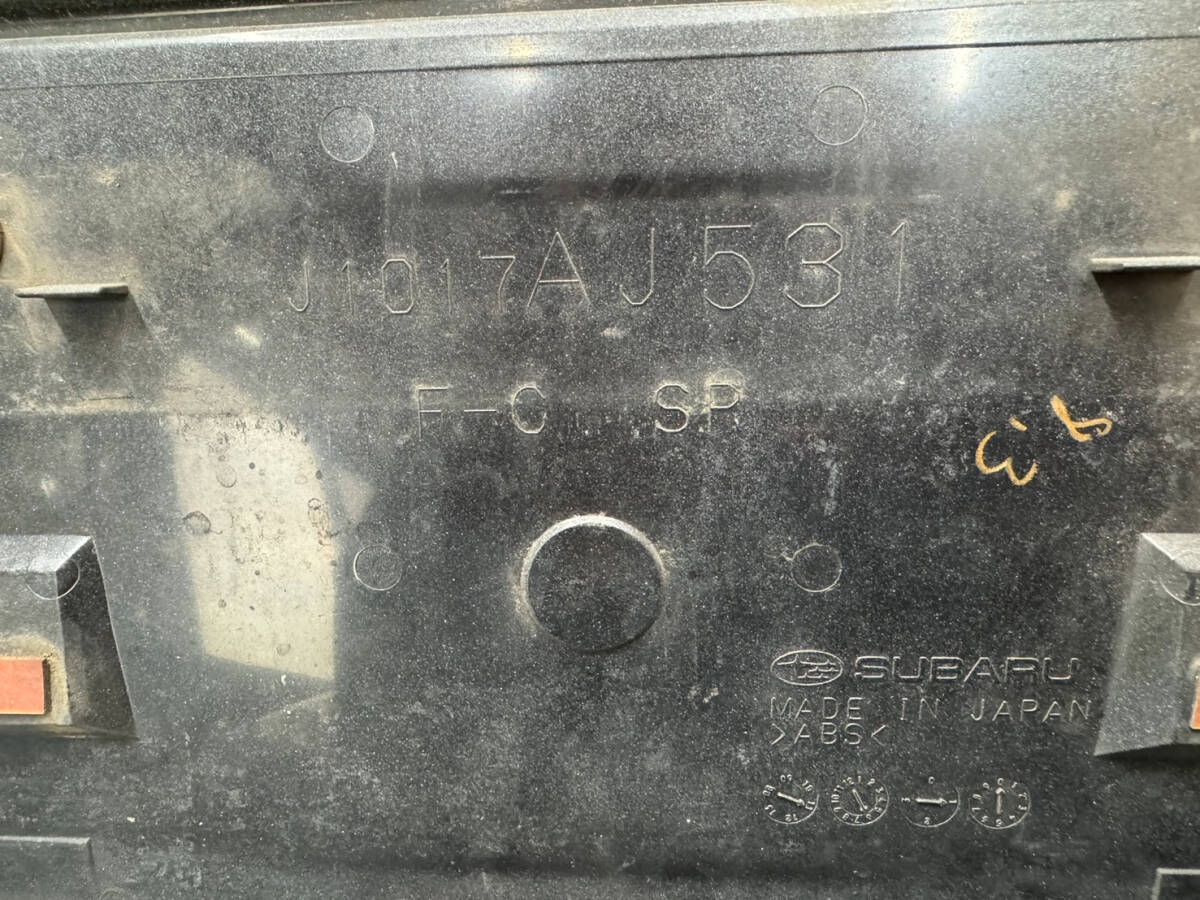 J1017AJ531
F-C SP
SUBARU
MADE IN JAPAN
>ABS<